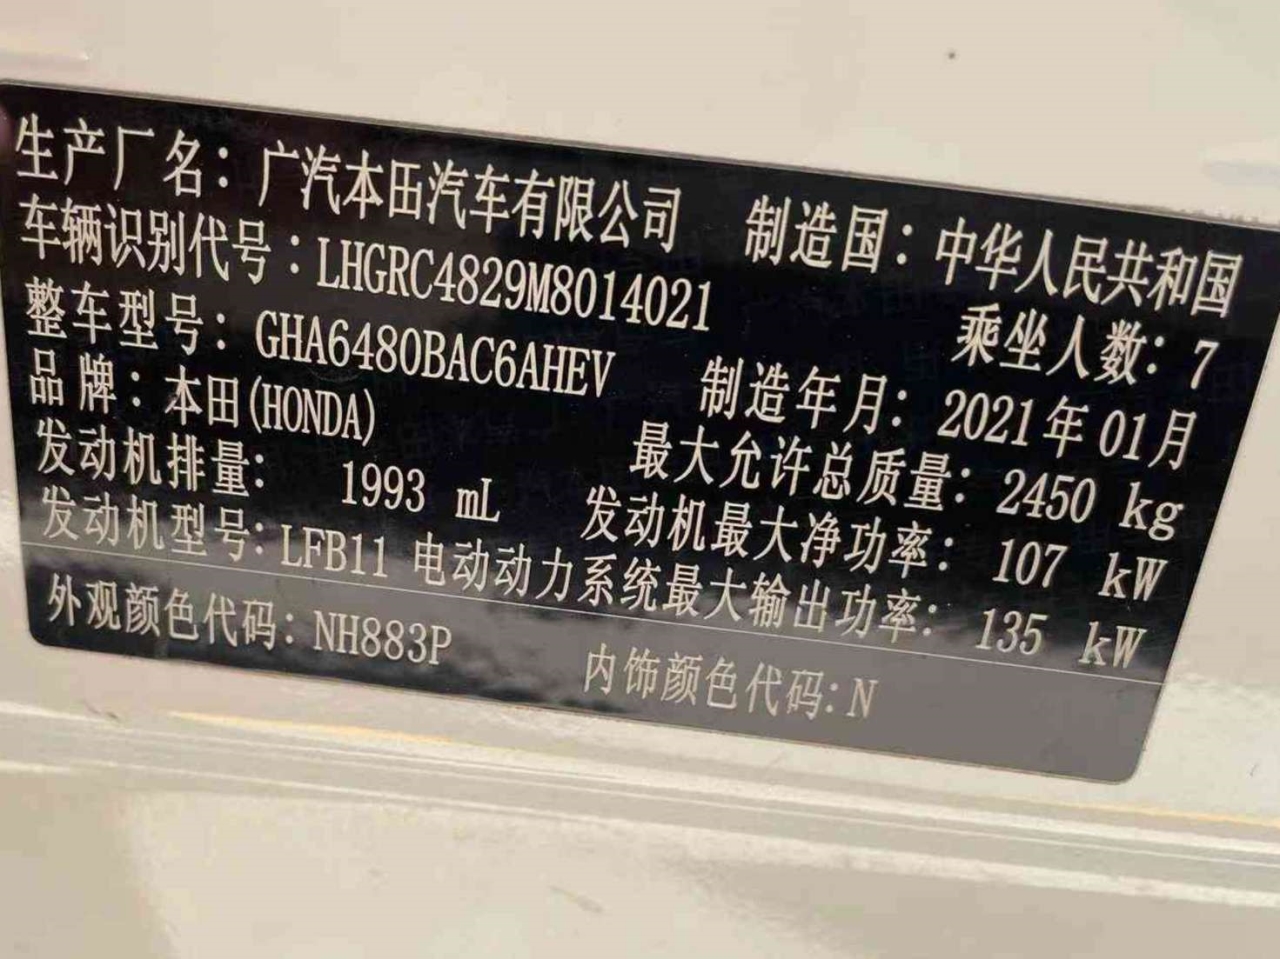 生产厂名：广汽本田汽车有限公司 制造国：中华人民共和国
车辆识别代号：LHGRC4829M8014021 乘坐人数：7
整车型号：GHA6480BAC6AHEV 制造年月：2021年01月
品牌：本田(HONDA) 最大允许总质量：2450 kg
发动机排量：1993 mL 发动机最大净功率：107 kW
发动机型号：LFB11 电动动力系统最大输出功率：135 kW
外观颜色代码：NH883P 内饰颜色代码：N